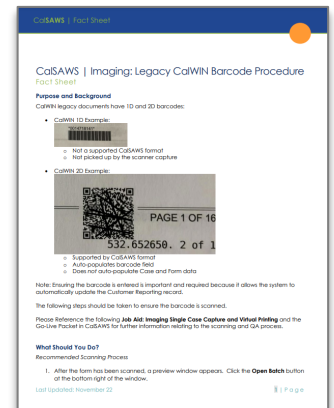 CalSAWS | Fact Sheet
CalSAWS | Imaging: Legacy CalWIN Barcode Procedure
Fact Sheet
Purpose and Background
CalWIN legacy documents have 1D and 2D barcodes:
• CalWIN 1D Example:
o Not a supported CalSAWS format
o Not picked up by the scanner capture
• CalWIN 2D Example:
PAGE 1 OF 16
532.652650. 2 of 1
o Supported by CalSAWS format
o Auto-populates barcode field
o Does not auto-populate Case and Form data
Note: Ensuring the barcode is entered is important and required because it allows the system to
automatically update the Customer Reporting record.
The following steps should be taken to ensure the barcode is scanned.
Please Reference the following Job Aid: Imaging Single Case Capture and Virtual Printing and the
Go-Live Packet in CalSAWS for further information relating to the scanning and QA process.
What Should You Do?
Recommended Scanning Process
1. After the form has been scanned, a preview window appears. Click the Open Batch button
at the bottom right of the window.
Last Updated: November 22
| P a g e